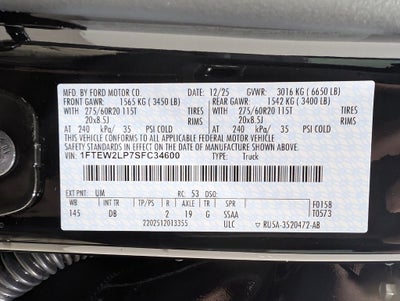 MFD. BY FORD MOTOR CO. 12/25 GVWR: 3016 KG ( 6650 LB)
FRONT GAWR: 1565 KG ( 3450 LB) REAR GAWR: 1542 KG ( 3400 LB)
WITH TIRES WITH TIRES
275/60R20 115T 275/60R20 115T
20x8.5J RIMS 20x8.5J RIMS
AT 240 kPa/ 35 PSI COLD AT 240 kPa/ 35 PSI COLD
THIS VEHICLE CONFORMS TO ALL APPLICABLE FEDERAL MOTOR VEHICLE
SAFETY STANDARDS IN EFFECT ON THE DATE OF MANUFACTURE SHOWN ABOVE.
VIN: 1FTEW2LP7SFC34600 TYPE: Truck
EXT PNT: UM RC: 53 DSO: F0158
WB INT TR TP/PS R AXLE TR SPR T0573
145 DB 2 19 G SSAA
2202512013355 ULC RU5A-3520472-AB